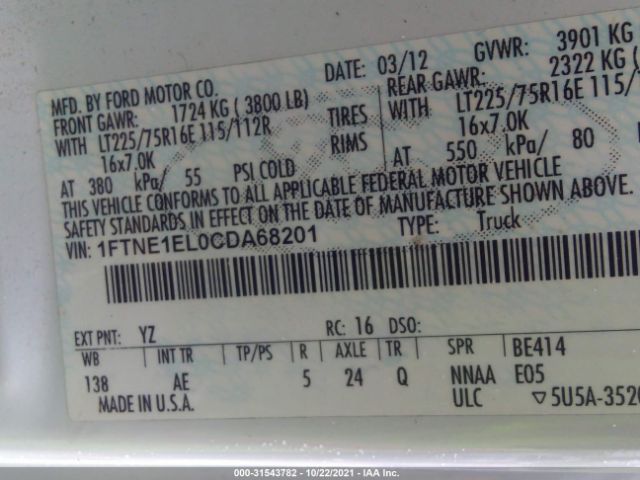 MFD. BY FORD MOTOR CO. DATE: 03/12 GVWR: 3901 KG
FRONT GAWR: 1724 KG ( 3800 LB) REAR GAWR: 2322 KG (
WITH LT225/75R16E 115/112R TIRES WITH LT225/75R16E 115/
16x7.0K RIMS 16x7.0K
AT 380 kPa/ 55 PSI COLD AT 550 kPa/ 80
THIS VEHICLE CONFORMS TO ALL APPLICABLE FEDERAL MOTOR VEHICLE
SAFETY STANDARDS IN EFFECT ON THE DATE OF MANUFACTURE SHOWN ABOVE.
VIN: 1FTNE1EL0CDA68201 TYPE: Truck
EXT PNT: YZ RC: 16 DSO:
WB INT TR TP/PS R AXLE TR SPR BE414
138 AE 5 24 Q NNAA E05
MADE IN U.S.A. ULC ▽5U5A-3520
000-31543782 - 10/22/2021 - IAA Inc.